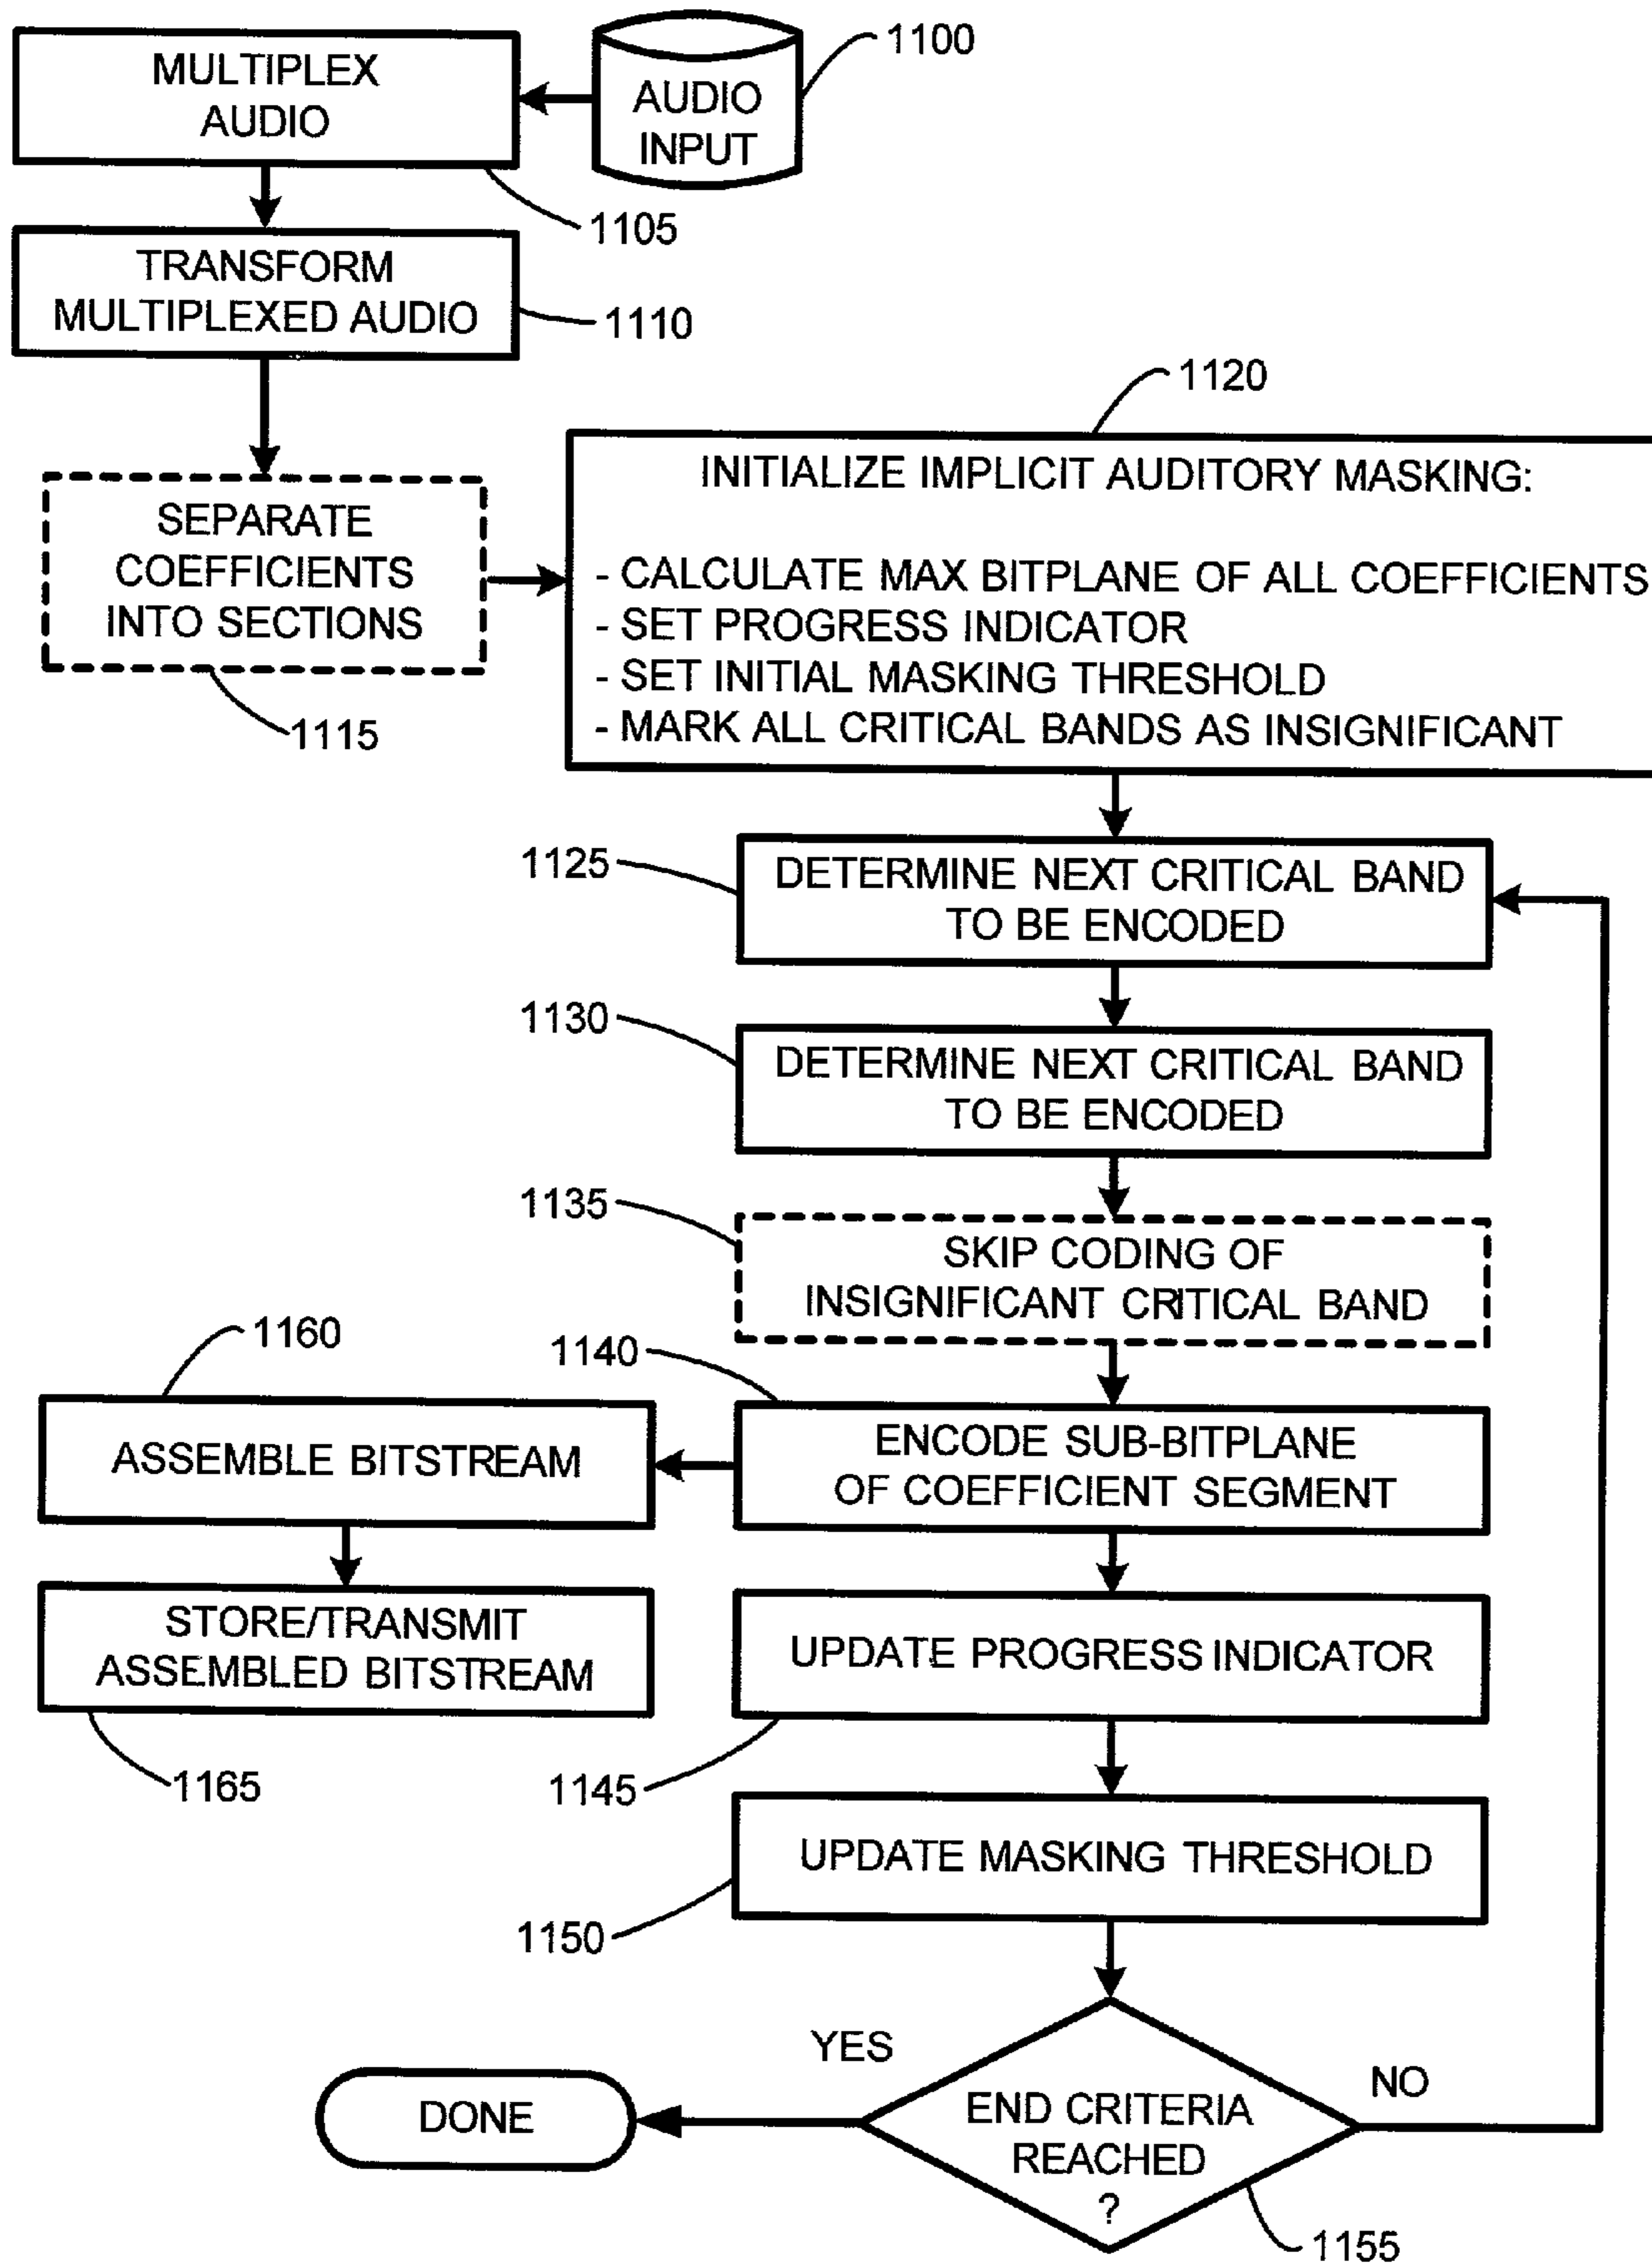 MULTIPLEX
AUDIO
AUDIO
INPUT
1100
1105
TRANSFORM
MULTIPLEXED AUDIO
1110
1120
SEPARATE
COEFFICIENTS
INTO SECTIONS
1115
INITIALIZE IMPLICIT AUDITORY MASKING:
- CALCULATE MAX BITPLANE OF ALL COEFFICIENTS
- SET PROGRESS INDICATOR
- SET INITIAL MASKING THRESHOLD
- MARK ALL CRITICAL BANDS AS INSIGNIFICANT
1125
DETERMINE NEXT CRITICAL BAND
TO BE ENCODED
1130
DETERMINE NEXT CRITICAL BAND
TO BE ENCODED
1135
SKIP CODING OF
INSIGNIFICANT CRITICAL BAND
1160
1140
ASSEMBLE BITSTREAM
ENCODE SUB-BITPLANE
OF COEFFICIENT SEGMENT
STORE/TRANSMIT
ASSEMBLED BITSTREAM
1165
UPDATE PROGRESS INDICATOR
1145
UPDATE MASKING THRESHOLD
1150
YES
NO
DONE
END CRITERIA
REACHED
?
1155